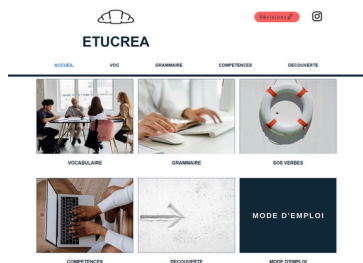 Révisions
ETUCREA
ACCUEIL VOC GRAMMAIRE COMPETENCES DECOUVERTE
VOCABULAIRE GRAMMAIRE SOS VERBES
MODE D'EMPLOI
COMPETENCES DECOUVERTE MODE D'EMPLOI